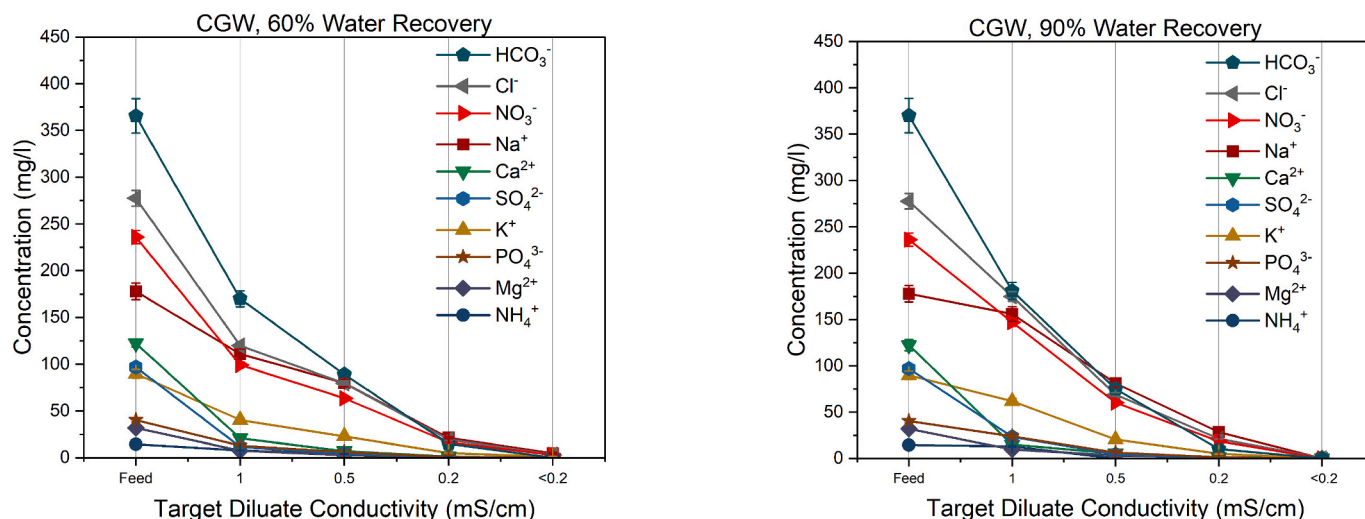 CGW, 60% Water Recovery
450
400
350
300
250
200
150
100
50
0
Concentration (mg/l)
HCO₃⁻
Cl⁻
NO₃⁻
Na⁺
Ca²⁺
SO₄²⁻
K⁺
PO₄³⁻
Mg²⁺
NH₄⁺
Feed 1 0.5 0.2 <0.2
Target Diluate Conductivity (mS/cm)
CGW, 90% Water Recovery
450
400
350
300
250
200
150
100
50
0
Concentration (mg/l)
HCO₃⁻
Cl⁻
NO₃⁻
Na⁺
Ca²⁺
SO₄²⁻
K⁺
PO₄³⁻
Mg²⁺
NH₄⁺
Feed 1 0.5 0.2 <0.2
Target Diluate Conductivity (mS/cm)